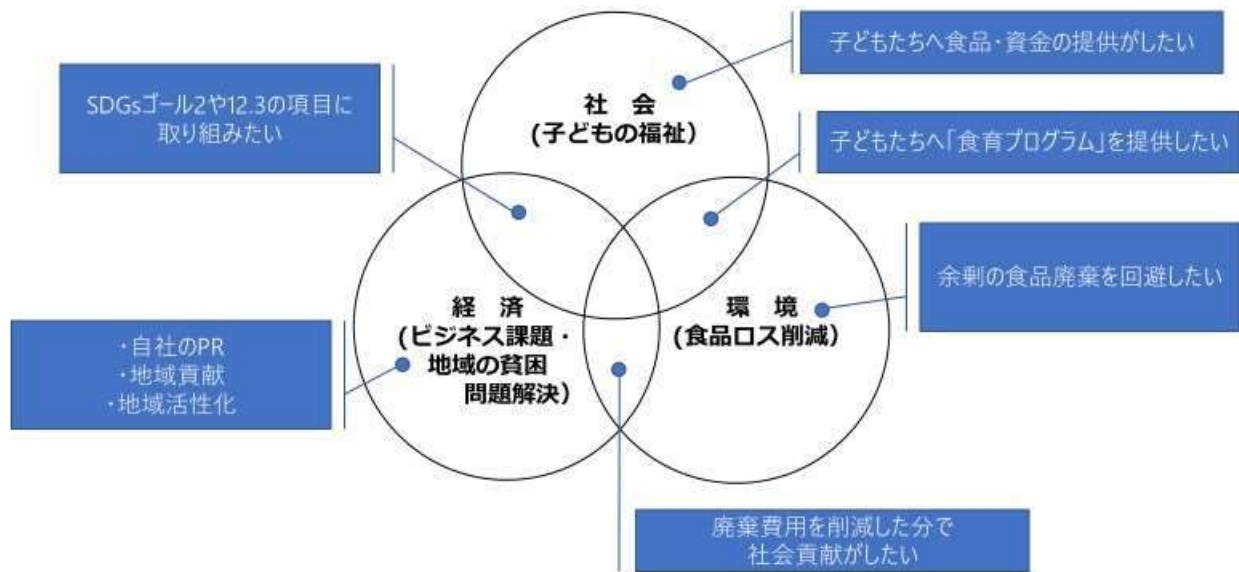 子どもたちへ食品・資金の提供がしたい
SDGsゴール2や12.3の項目に
取り組みたい
社　会
(子どもの福祉)
子どもたちへ「食育プログラム」を提供したい
余剰の食品廃棄を回避したい
経　済
(ビジネス課題・
地域の貧困
問題解決)
環　境
(食品ロス削減)
・自社のPR
・地域貢献
・地域活性化
廃棄費用を削減した分で
社会貢献がしたい